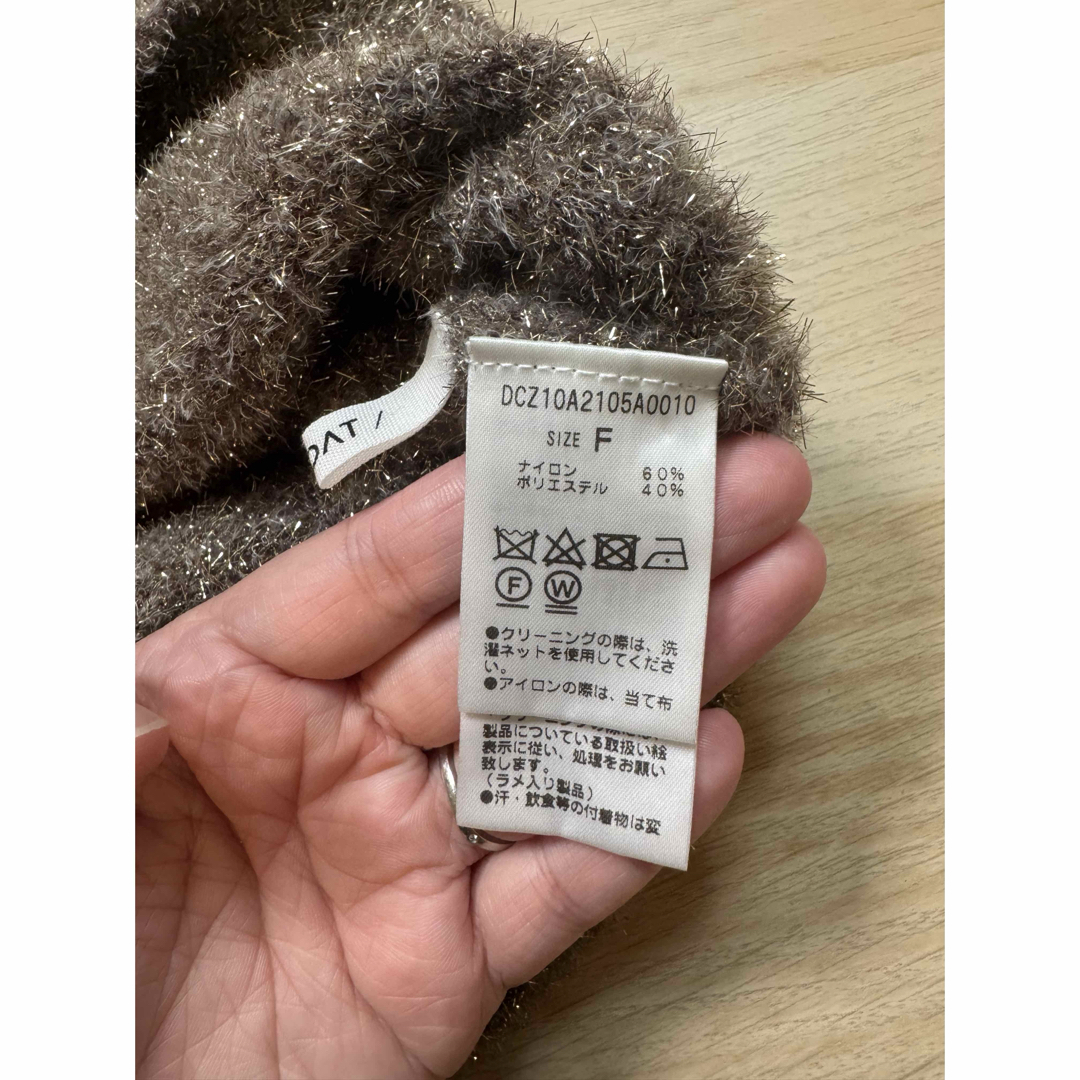 DCZ10A2105A0010
SIZE F
ナイロン 60%
ポリエステル 40%
F W
●クリーニングの際は、洗
濯ネットを使用してくださ
い。
●アイロンの際は、当て布
製品についている取扱い絵
表示に従い、処理をお願い
致します。
(ラメ入り製品)
●汗・飲食等の付着物は変